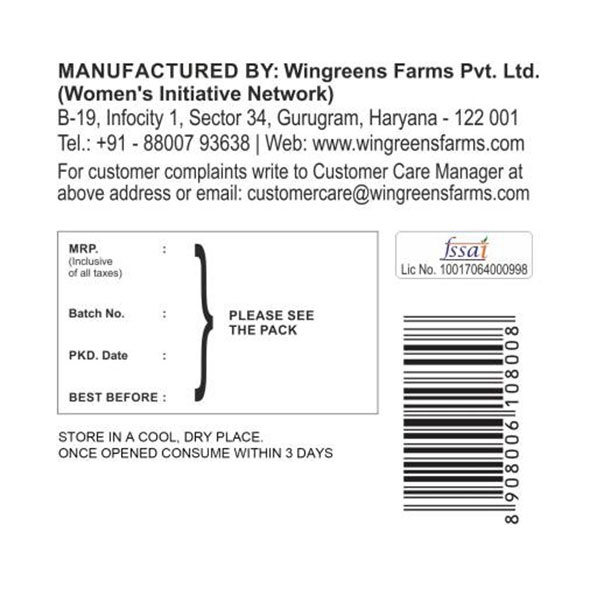 MANUFACTURED BY: Wingreens Farms Pvt. Ltd.
(Women's Initiative Network)
B-19, Infocity 1, Sector 34, Gurugram, Haryana - 122 001
Tel.: +91 - 88007 93638 | Web: www.wingreensfarms.com
For customer complaints write to Customer Care Manager at
above address or email: customercare@wingreensfarms.com
MRP. :
(Inclusive
of all taxes)
Batch No. :
PKD. Date :
BEST BEFORE :
PLEASE SEE
THE PACK
fssai
Lic No. 10017064000998
8908006108008
STORE IN A COOL, DRY PLACE.
ONCE OPENED CONSUME WITHIN 3 DAYS